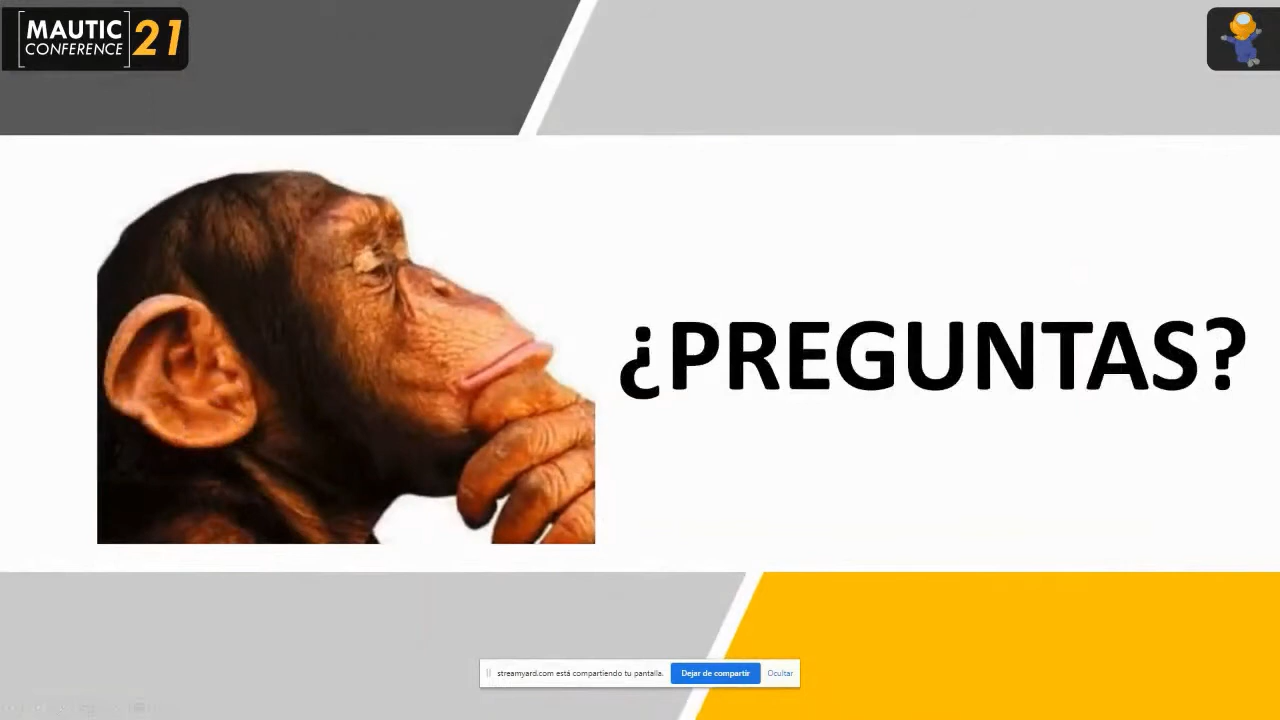 MAUTIC
CONFERENCE 21
¿PREGUNTAS?
streamyard.com está compartiendo tu pantalla. Dejar de compartir Ocultar